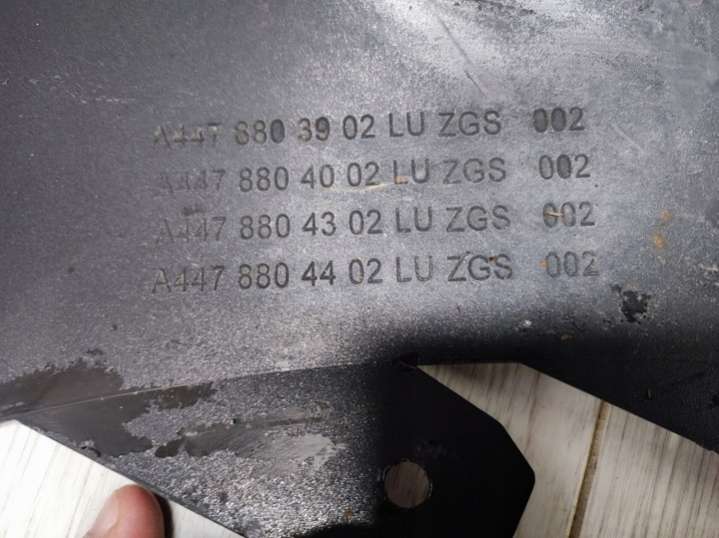 A447 880 39 02 LU ZGS 002
A447 880 40 02 LU ZGS 002
A447 880 43 02 LU ZGS 002
A447 880 44 02 LU ZGS 002